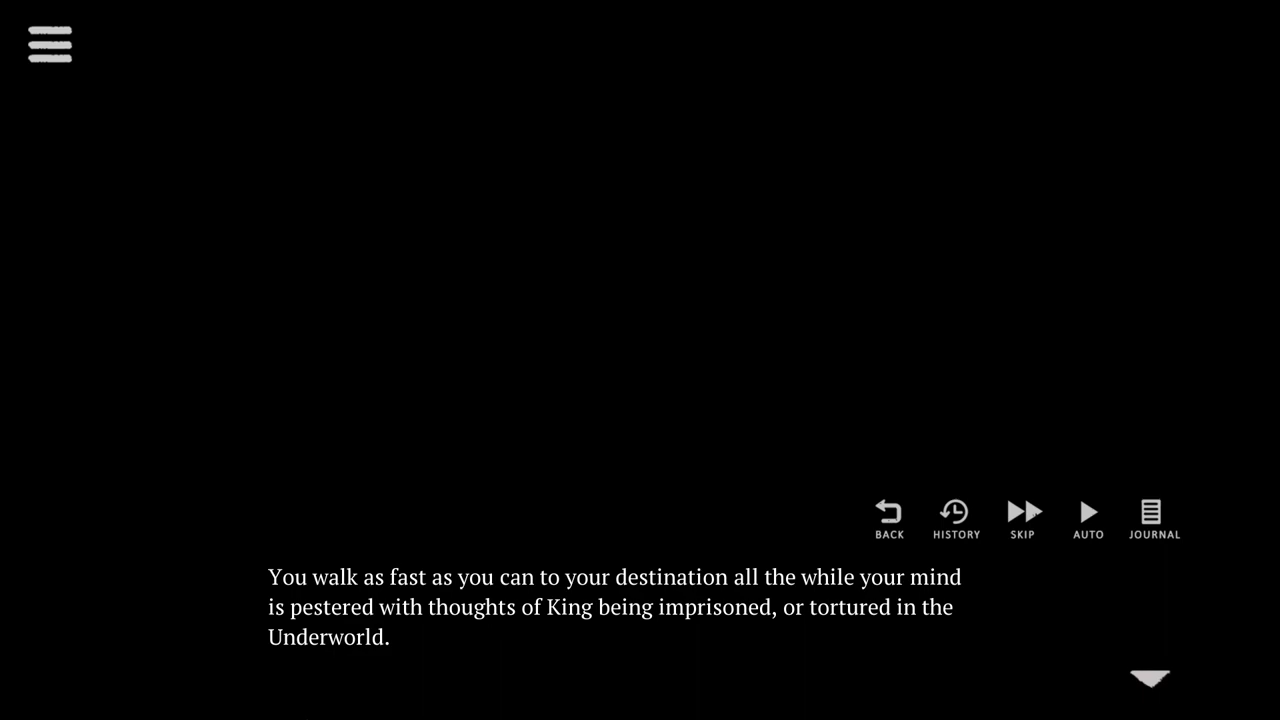 BACK HISTORY SKIP AUTO JOURNAL
You walk as fast as you can to your destination all the while your mind
is pestered with thoughts of King being imprisoned, or tortured in the
Underworld.